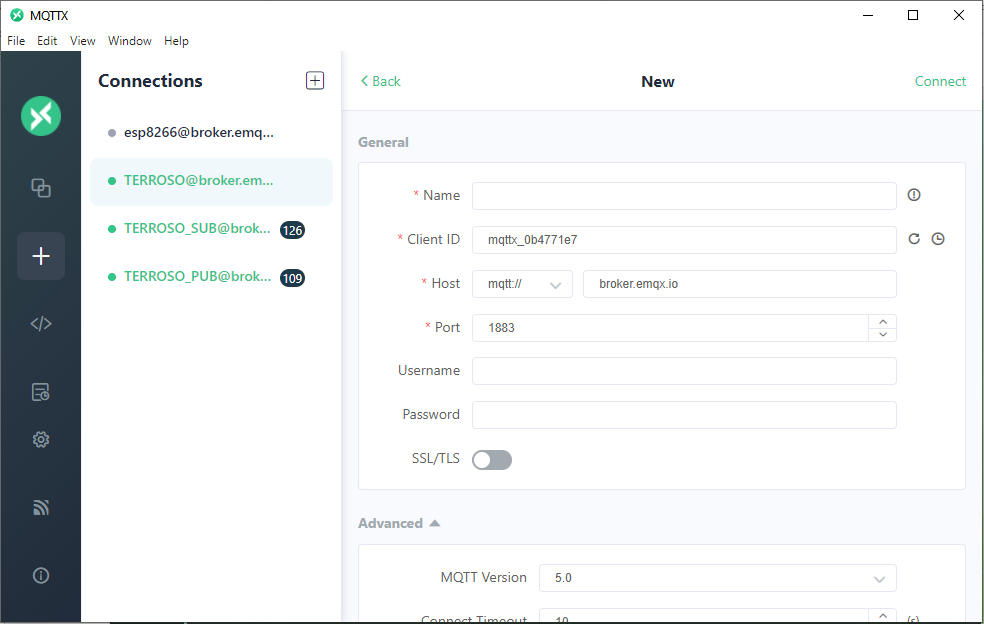 MQTTX
File Edit View Window Help
Connections
esp8266@broker.emq...
TERROSO@broker.em...
TERROSO_SUB@brok... 126
TERROSO_PUB@brok... 109
Back New Connect
General
* Name
* Client ID mqttx_0b4771e7
* Host mqtt:// broker.emqx.io
* Port 1883
Username
Password
SSL/TLS
Advanced
MQTT Version 5.0
Connect Timeout 10 (s)